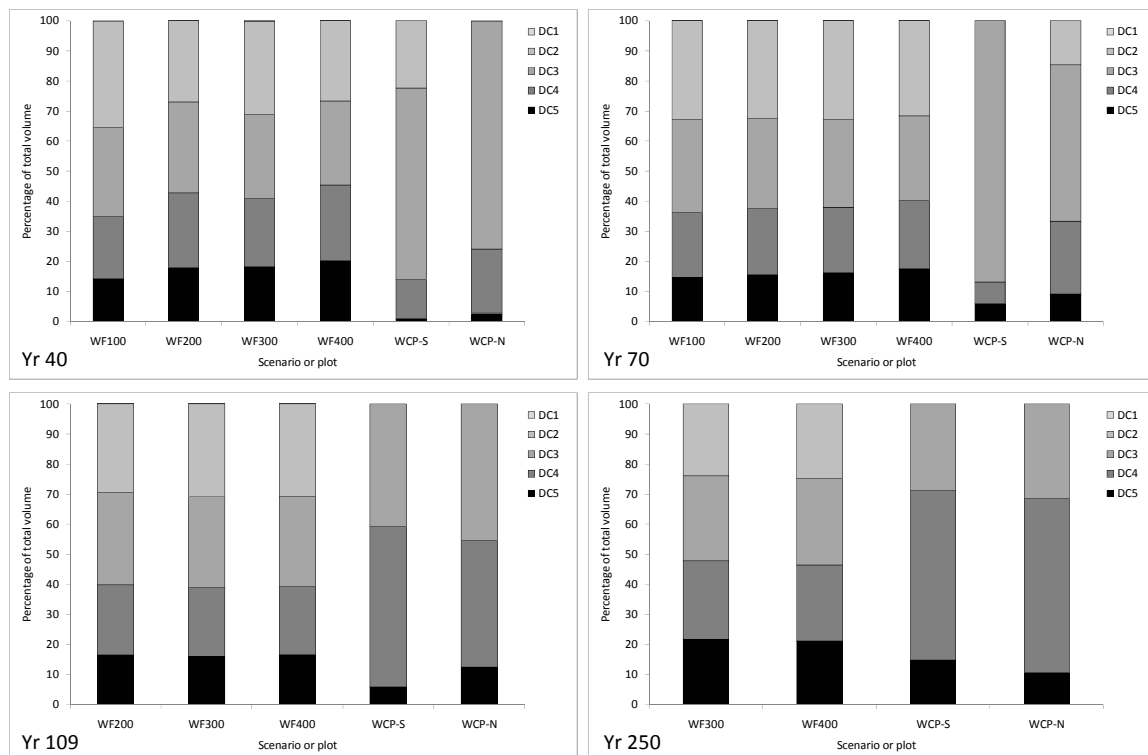 100
90
80
70
60
50
40
30
20
10
0
Percentage of total volume
WF100 WF200 WF300 WF400 WCP-S WCP-N
Scenario or plot
Yr 40
DC1
DC2
DC3
DC4
DC5
100
90
80
70
60
50
40
30
20
10
0
Percentage of total volume
WF100 WF200 WF300 WF400 WCP-S WCP-N
Scenario or plot
Yr 70
DC1
DC2
DC3
DC4
DC5
100
90
80
70
60
50
40
30
20
10
0
Percentage of total volume
WF200 WF300 WF400 WCP-S WCP-N
Scenario or plot
Yr 109
DC1
DC2
DC3
DC4
DC5
100
90
80
70
60
50
40
30
20
10
0
Percentage of total volume
WF300 WF400 WCP-S WCP-N
Scenario or plot
Yr 250
DC1
DC2
DC3
DC4
DC5